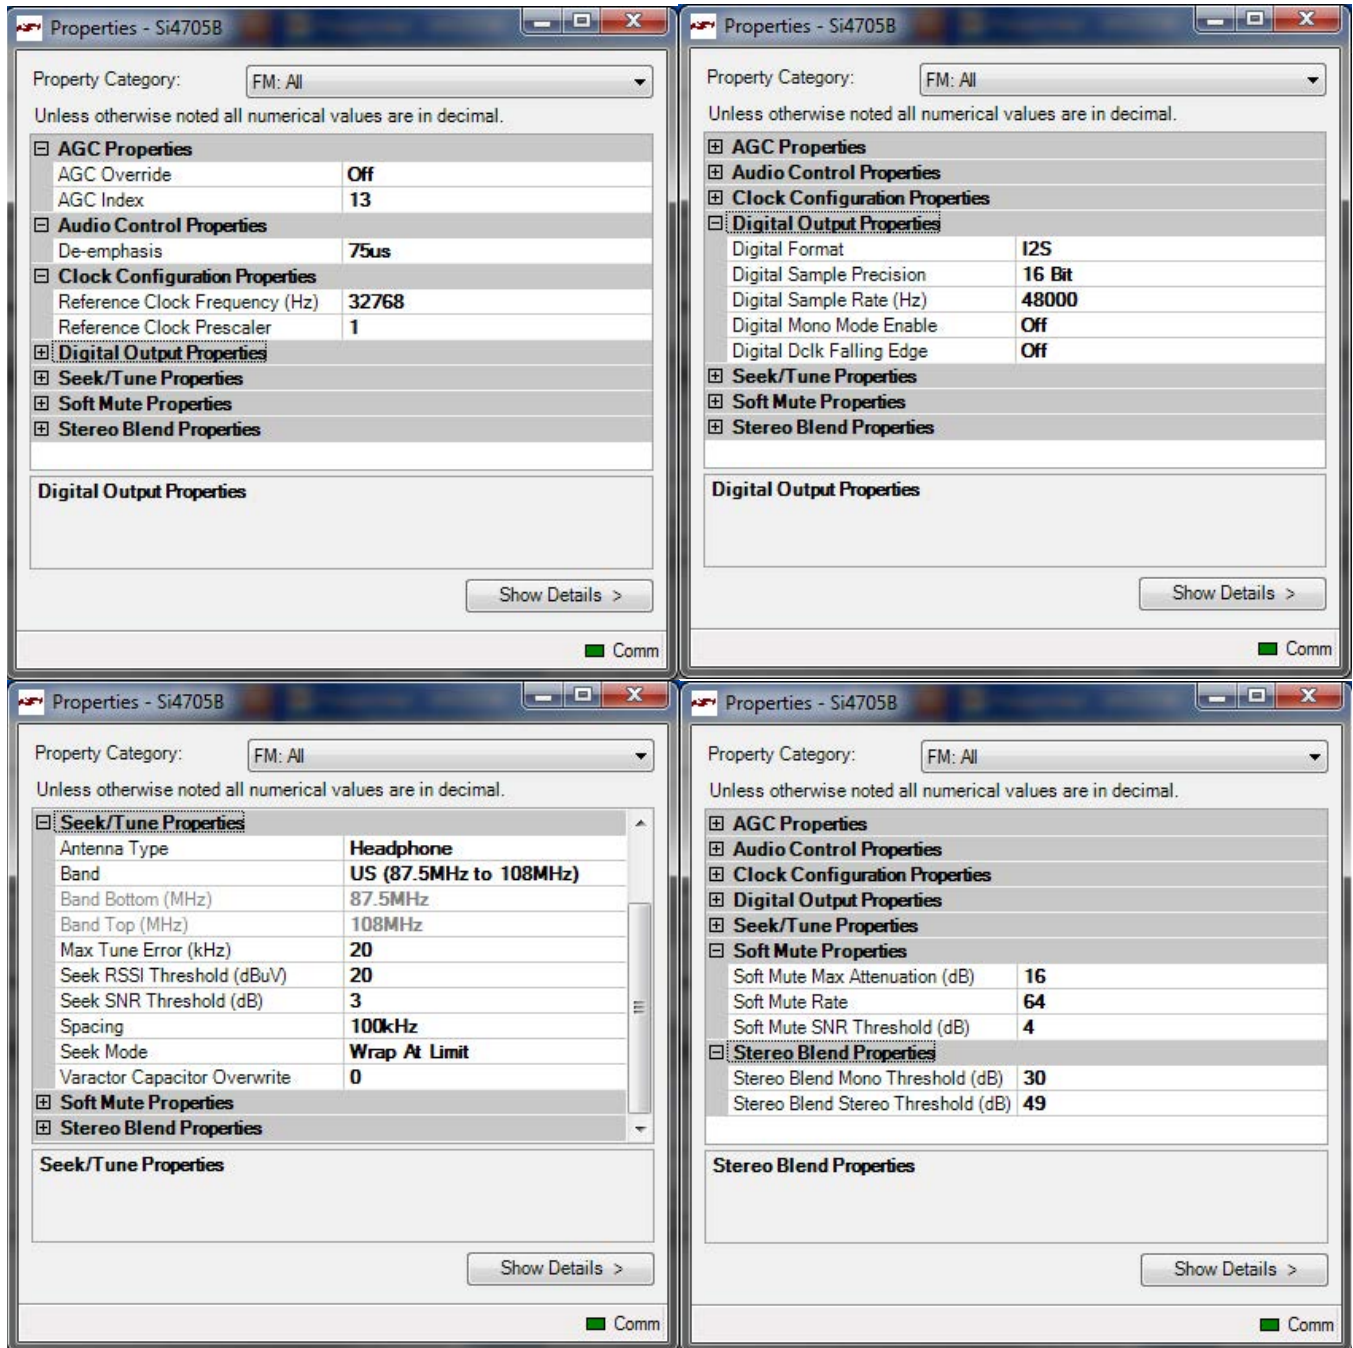 Properties - Si4705B
Property Category: FM: All
Unless otherwise noted all numerical values are in decimal.
AGC Properties
AGC Override Off
AGC Index 13
Audio Control Properties
De-emphasis 75us
Clock Configuration Properties
Reference Clock Frequency (Hz) 32768
Reference Clock Prescaler 1
Digital Output Properties
Seek/Tune Properties
Soft Mute Properties
Stereo Blend Properties
Digital Output Properties
Show Details >
Comm
Properties - Si4705B
Property Category: FM: All
Unless otherwise noted all numerical values are in decimal.
AGC Properties
Audio Control Properties
Clock Configuration Properties
Digital Output Properties
Digital Format I2S
Digital Sample Precision 16 Bit
Digital Sample Rate (Hz) 48000
Digital Mono Mode Enable Off
Digital Dclk Falling Edge Off
Seek/Tune Properties
Soft Mute Properties
Stereo Blend Properties
Digital Output Properties
Show Details >
Comm
Properties - Si4705B
Property Category: FM: All
Unless otherwise noted all numerical values are in decimal.
Seek/Tune Properties
Antenna Type Headphone
Band US (87.5MHz to 108MHz)
Band Bottom (MHz) 87.5MHz
Band Top (MHz) 108MHz
Max Tune Error (kHz) 20
Seek RSSI Threshold (dBuV) 20
Seek SNR Threshold (dB) 3
Spacing 100kHz
Seek Mode Wrap At Limit
Varactor Capacitor Overwrite 0
Soft Mute Properties
Stereo Blend Properties
Seek/Tune Properties
Show Details >
Comm
Properties - Si4705B
Property Category: FM: All
Unless otherwise noted all numerical values are in decimal.
AGC Properties
Audio Control Properties
Clock Configuration Properties
Digital Output Properties
Seek/Tune Properties
Soft Mute Properties
Soft Mute Max Attenuation (dB) 16
Soft Mute Rate 64
Soft Mute SNR Threshold (dB) 4
Stereo Blend Properties
Stereo Blend Mono Threshold (dB) 30
Stereo Blend Stereo Threshold (dB) 49
Stereo Blend Properties
Show Details >
Comm